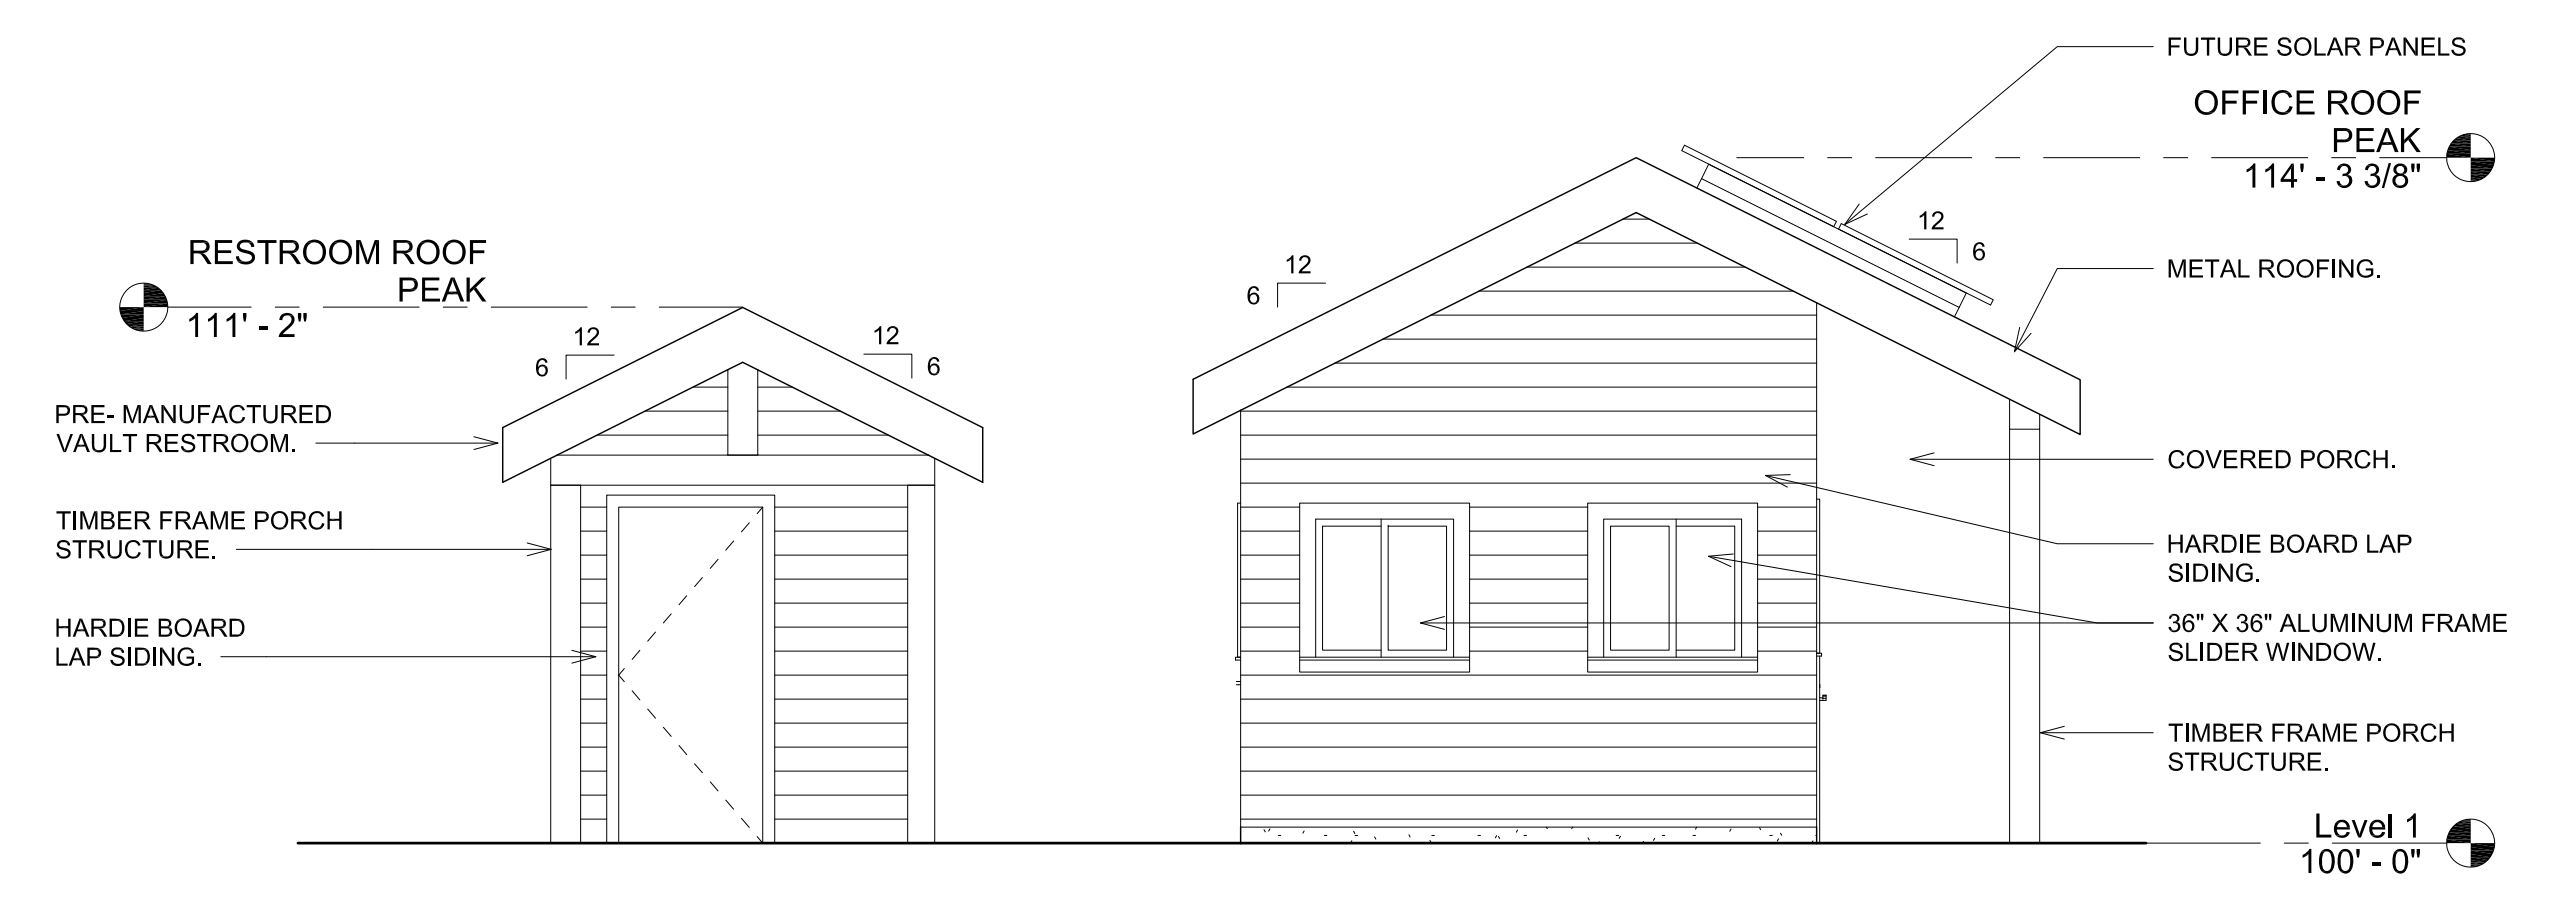 RESTROOM ROOF
PEAK
111' - 2"
12
6
12
6
PRE- MANUFACTURED
VAULT RESTROOM.
TIMBER FRAME PORCH
STRUCTURE.
HARDIE BOARD
LAP SIDING.
12
6
12
6
FUTURE SOLAR PANELS
OFFICE ROOF
PEAK
114' - 3 3/8"
METAL ROOFING.
COVERED PORCH.
HARDIE BOARD LAP
SIDING.
36" X 36" ALUMINUM FRAME
SLIDER WINDOW.
TIMBER FRAME PORCH
STRUCTURE.
Level 1
100' - 0"